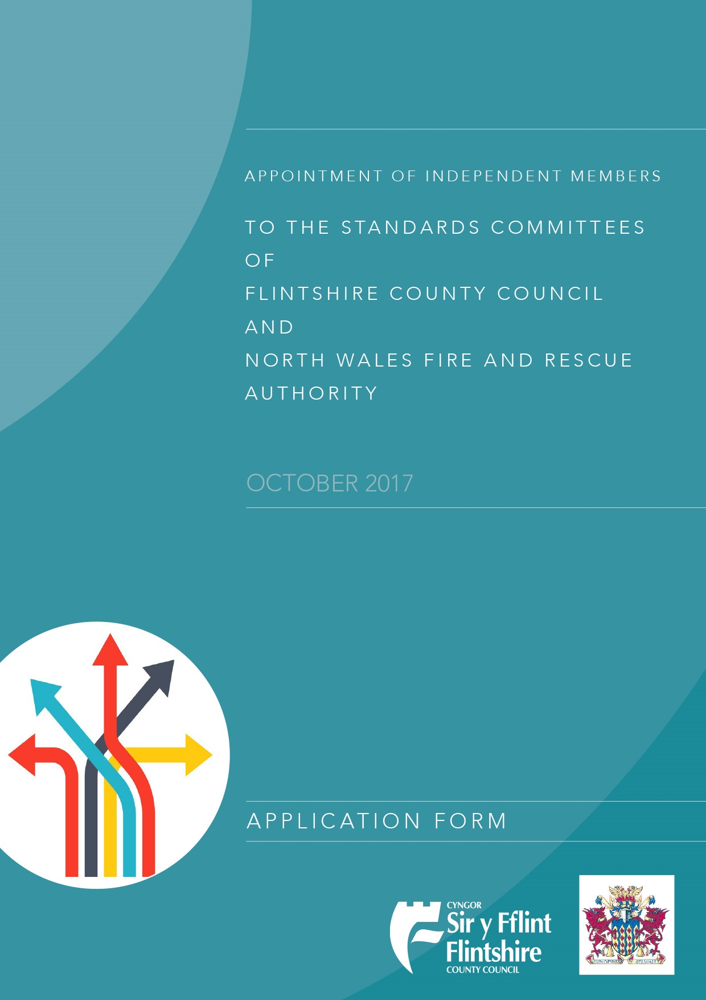 APPOINTMENT OF INDEPENDENT MEMBERS
TO THE STANDARDS COMMITTEES
OF
FLINTSHIRE COUNTY COUNCIL
AND
NORTH WALES FIRE AND RESCUE
AUTHORITY
OCTOBER 2017
APPLICATION FORM
CYNGOR
Sir y Fflint
Flintshire
COUNTY COUNCIL